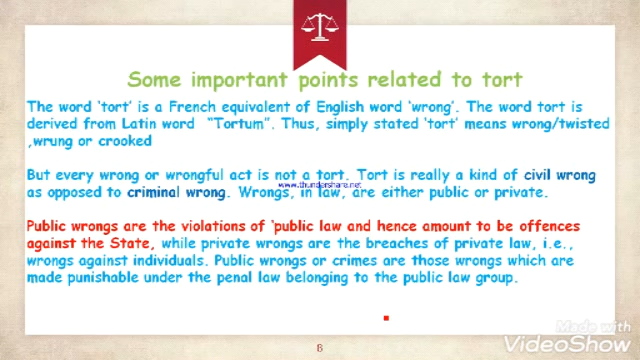 Some important points related to tort
The word ‘tort’ is a French equivalent of English word ‘wrong’. The word tort is
derived from Latin word “Tortum”. Thus, simply stated ‘tort’ means wrong/twisted
,wrung or crooked
But every wrong or wrongful act is not a tort. Tort is really a kind of civil wrong
www.thundershare.net
as opposed to criminal wrong. Wrongs, in law, are either public or private.
Public wrongs are the violations of ‘public law and hence amount to be offences
against the State, while private wrongs are the breaches of private law, i.e.,
wrongs against individuals. Public wrongs or crimes are those wrongs which are
made punishable under the penal law belonging to the public law group.
8
Made with
VideoShow